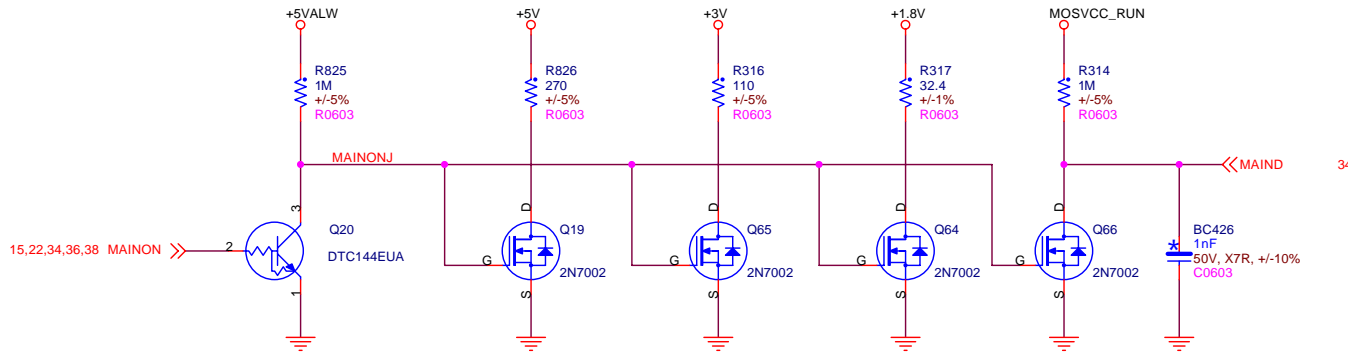 +5VALW
+5V
+3V
+1.8V
MOSVCC_RUN
R825
1M
+/-5%
R0603
R826
270
+/-5%
R0603
R316
110
+/-5%
R0603
R317
32.4
+/-1%
R0603
R314
1M
+/-5%
R0603
MAINONJ
MAIND
34
15,22,34,36,38 MAINON
2
3
1
Q20
DTC144EUA
D
G
S
Q19
2N7002
D
G
S
Q65
2N7002
D
G
S
Q64
2N7002
D
G
S
Q66
2N7002
BC426
1nF
50V, X7R, +/-10%
C0603
*